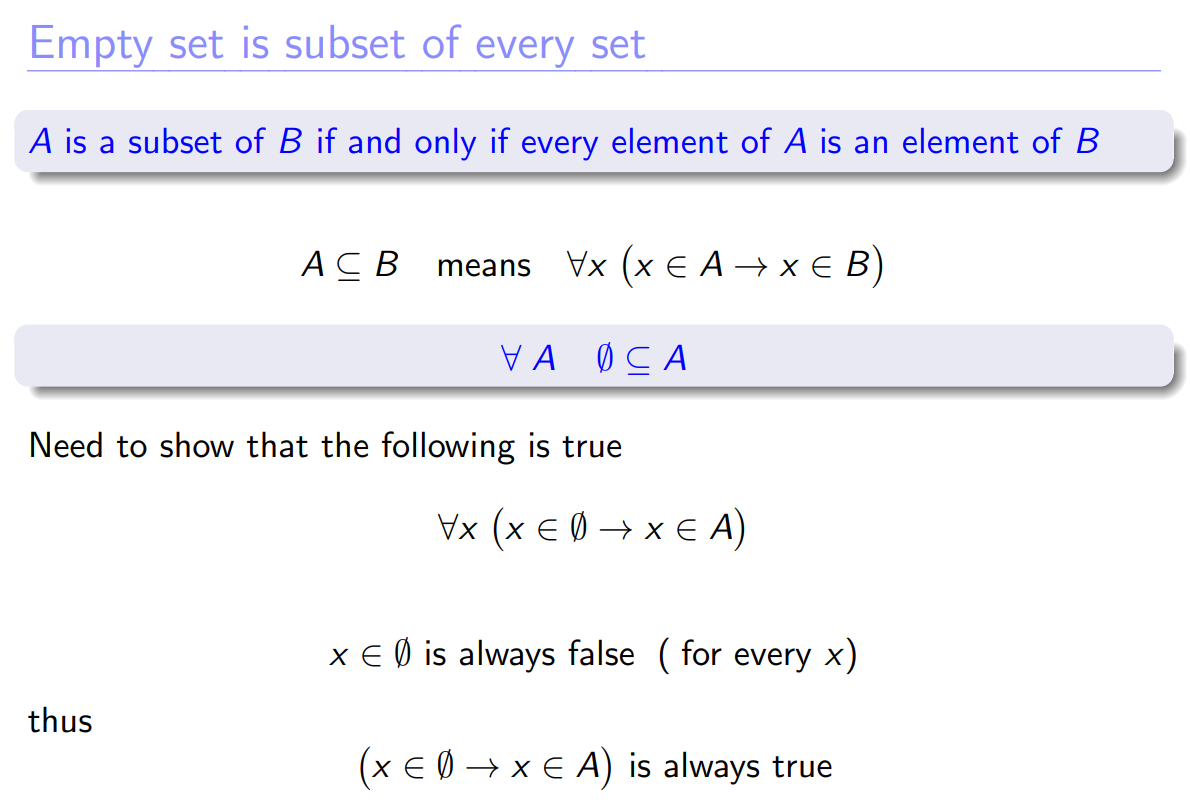 Empty set is subset of every set
A is a subset of B if and only if every element of A is an element of B
A ⊆ B means ∀x (x ∈ A → x ∈ B)
∀ A ∅ ⊆ A
Need to show that the following is true
∀x (x ∈ ∅ → x ∈ A)
x ∈ ∅ is always false ( for every x)
thus
(x ∈ ∅ → x ∈ A) is always true